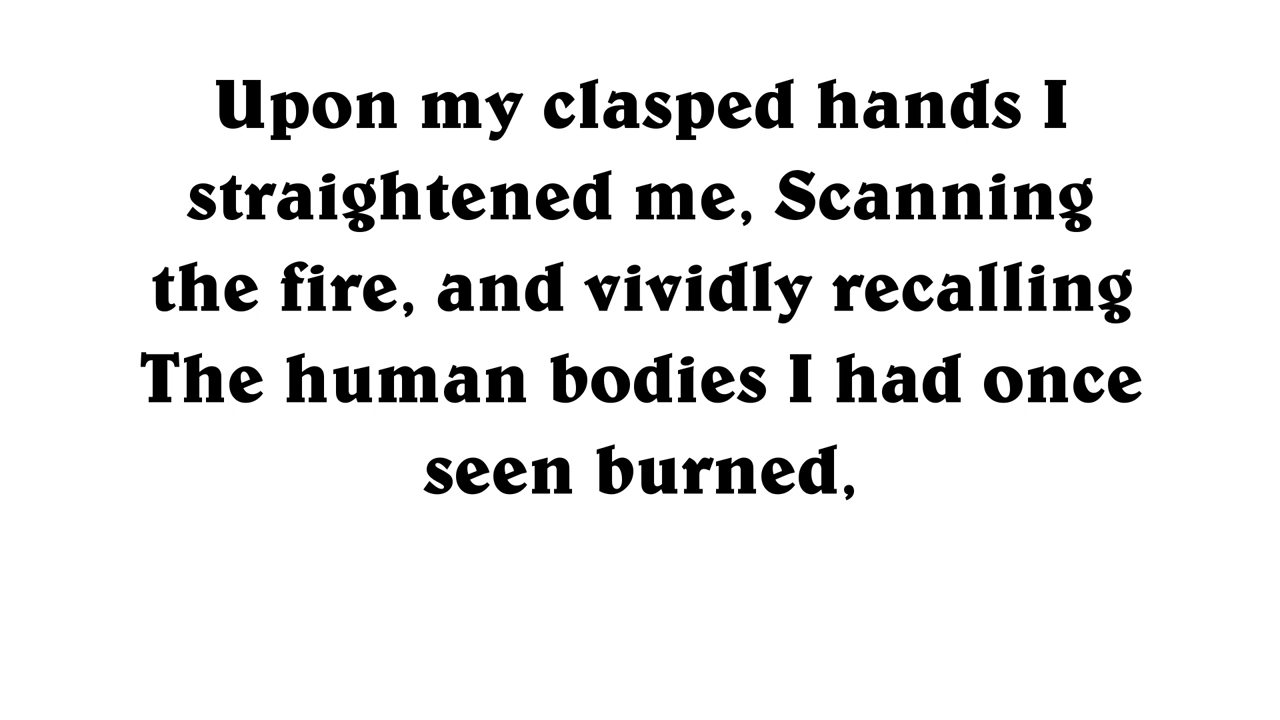 Upon my clasped hands I
straightened me, Scanning
the fire, and vividly recalling
The human bodies I had once
seen burned,